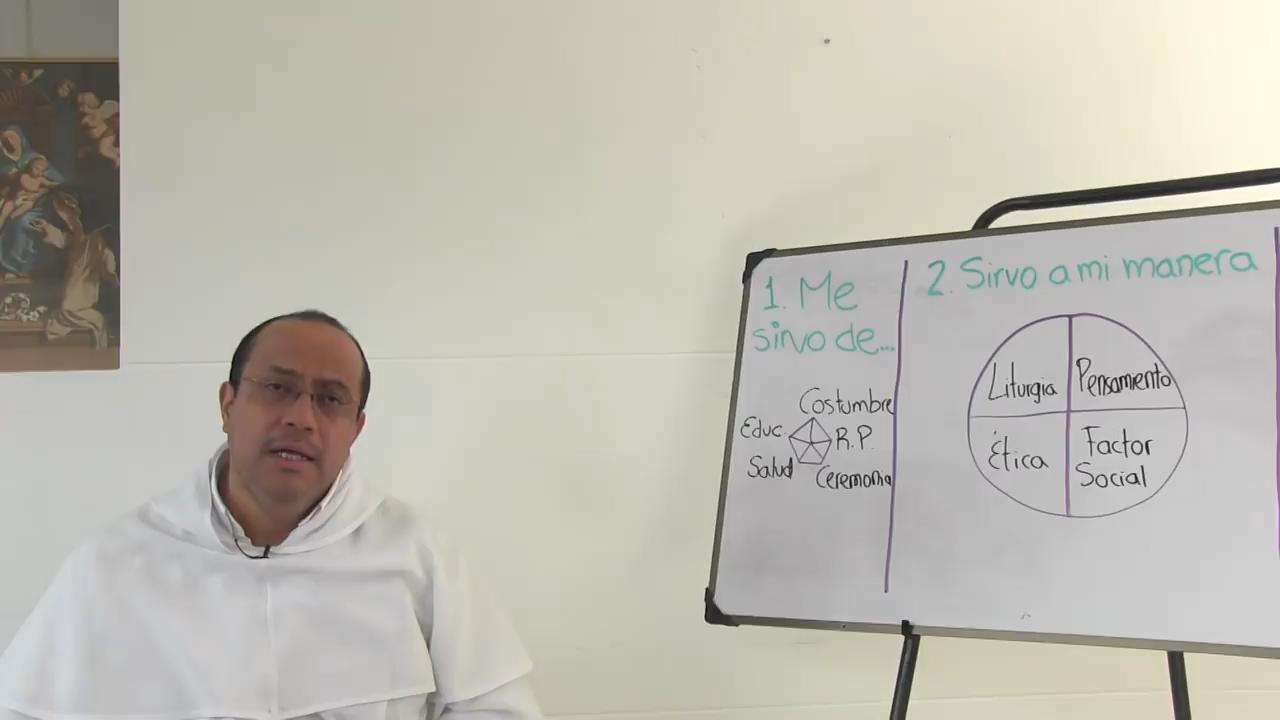 1. Me
sirvo de...
Costumbre
Educ.
R.P.
Salud
Ceremonia
2. Sirvo a mi manera
Liturgia
Pensamiento
Ética
Factor
Social